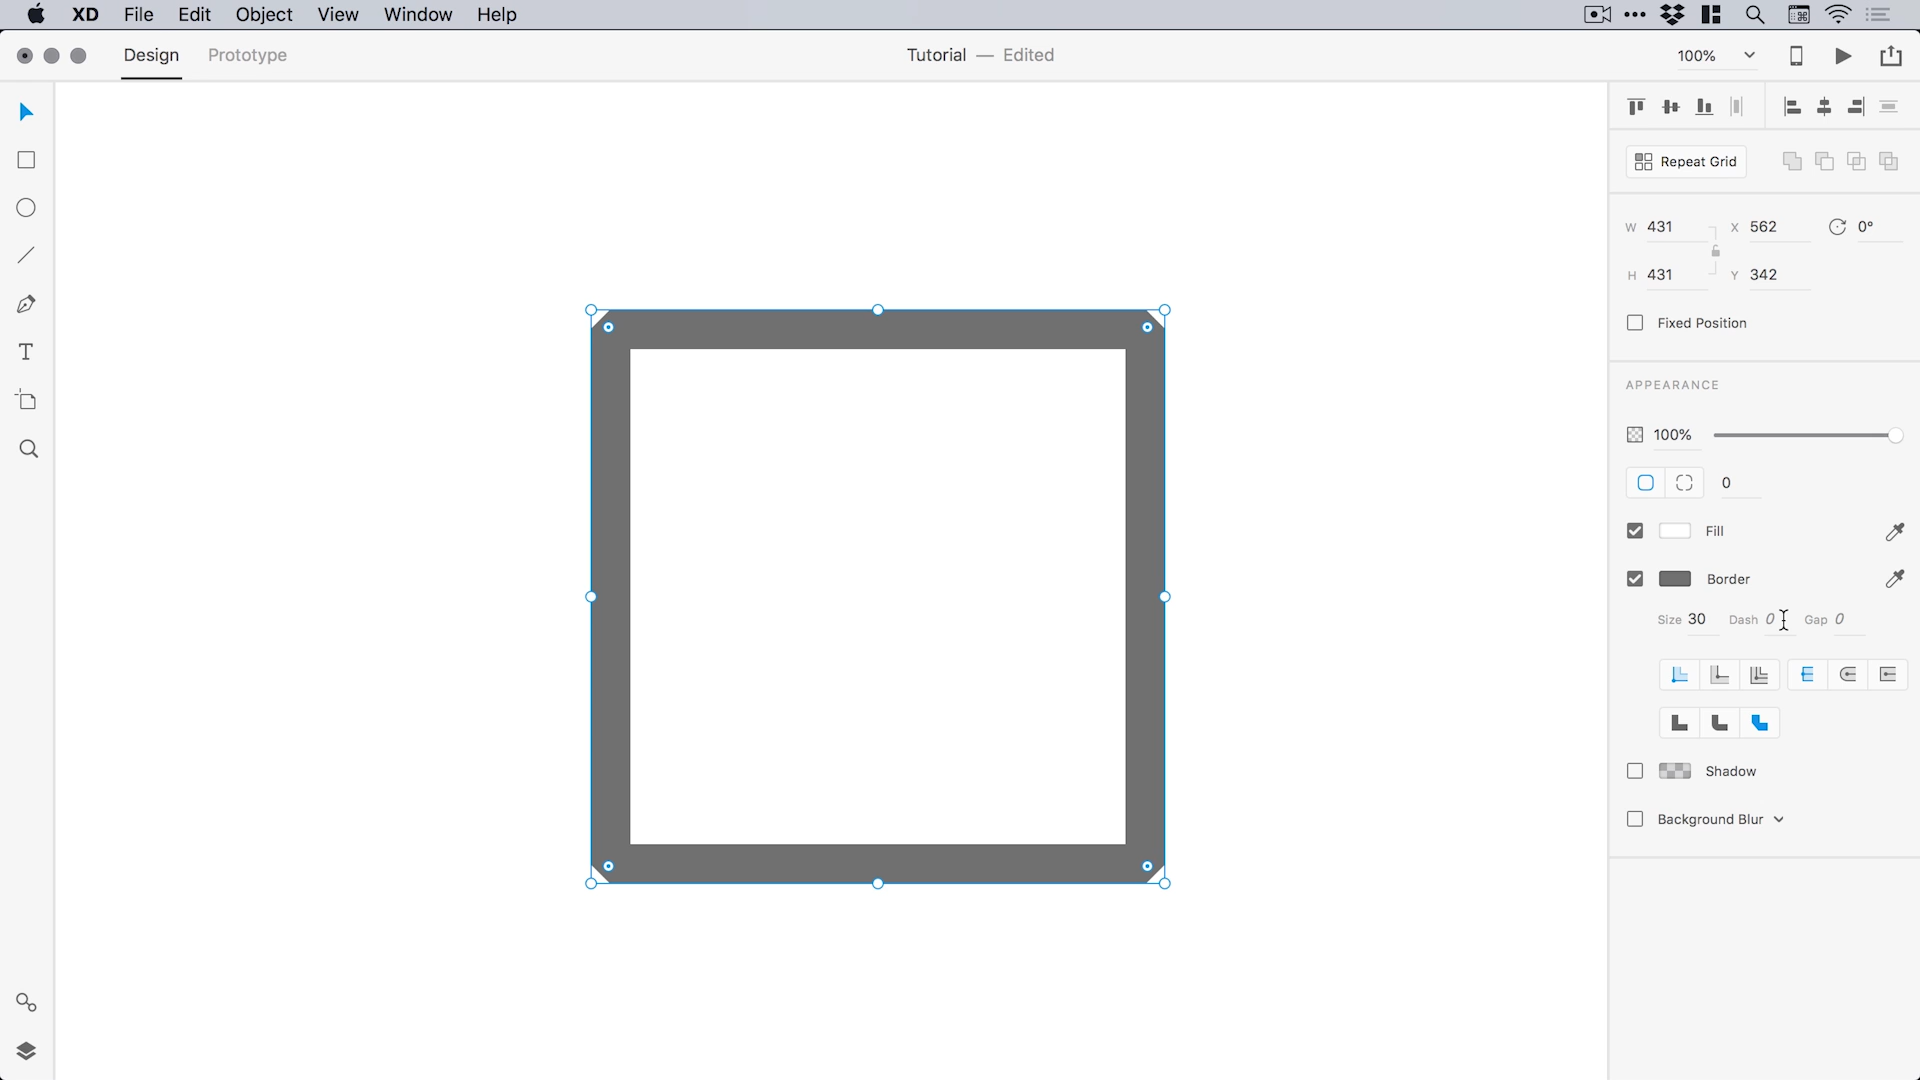 XD File Edit Object View Window Help
Design Prototype Tutorial — Edited 100%
Repeat Grid
W 431 X 562 0°
H 431 Y 342
Fixed Position
APPEARANCE
100%
0
Fill
Border
Size 30 Dash 0 Gap 0
Shadow
Background Blur